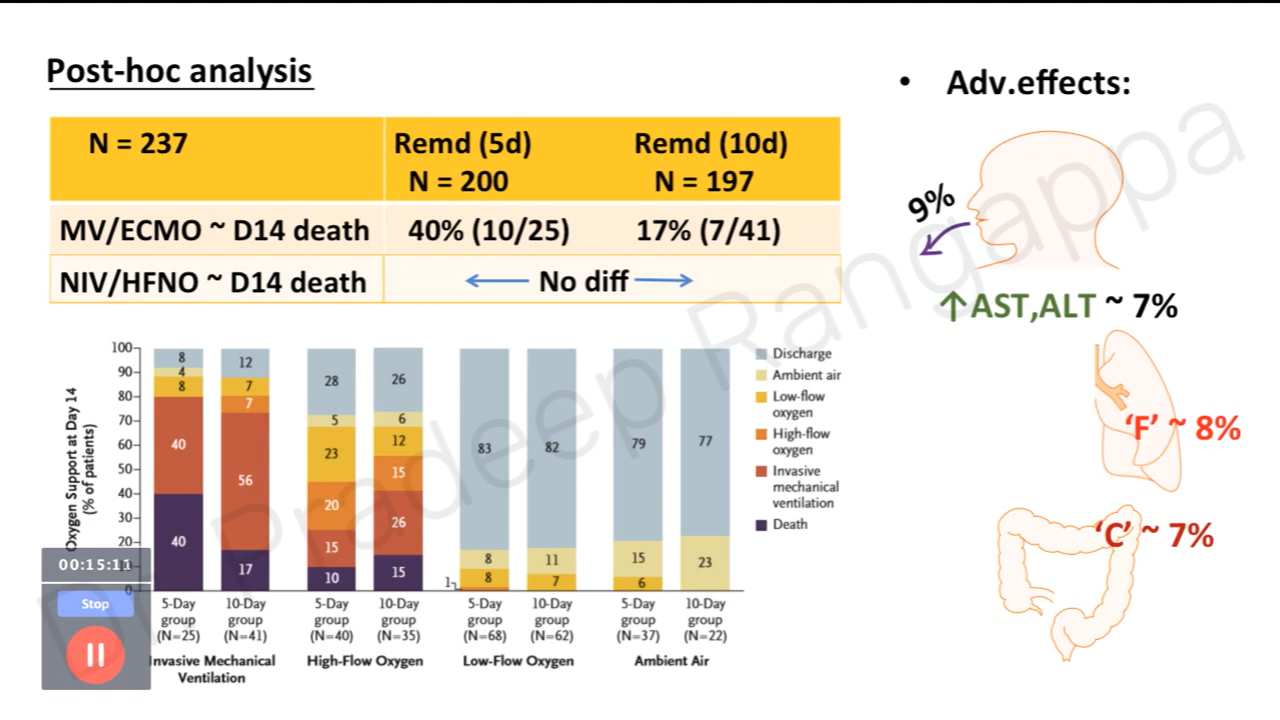 Post-hoc analysis
N = 237
Remd (5d)
N = 200
Remd (10d)
N = 197
MV/ECMO ~ D14 death
40% (10/25)
17% (7/41)
NIV/HFNO ~ D14 death
No diff
• Adv.effects:
9%
↑AST,ALT ~ 7%
'F' ~ 8%
'C' ~ 7%
Oxygen Support at Day 14
(% of patients)
100
90
80
70
60
50
40
30
20
10
0
8
4
8
40
40
12
7
7
56
17
28
5
23
20
15
10
26
6
12
15
26
15
83
8
8
1
82
11
7
79
15
6
77
23
5-Day
group
(N=25)
10-Day
group
(N=41)
5-Day
group
(N=40)
10-Day
group
(N=35)
5-Day
group
(N=68)
10-Day
group
(N=62)
5-Day
group
(N=37)
10-Day
group
(N=22)
Invasive Mechanical
Ventilation
High-Flow Oxygen
Low-Flow Oxygen
Ambient Air
Discharge
Ambient air
Low-flow
oxygen
High-flow
oxygen
Invasive
mechanical
ventilation
Death
00:15:11
Stop
Dr Pradeep Rangappa